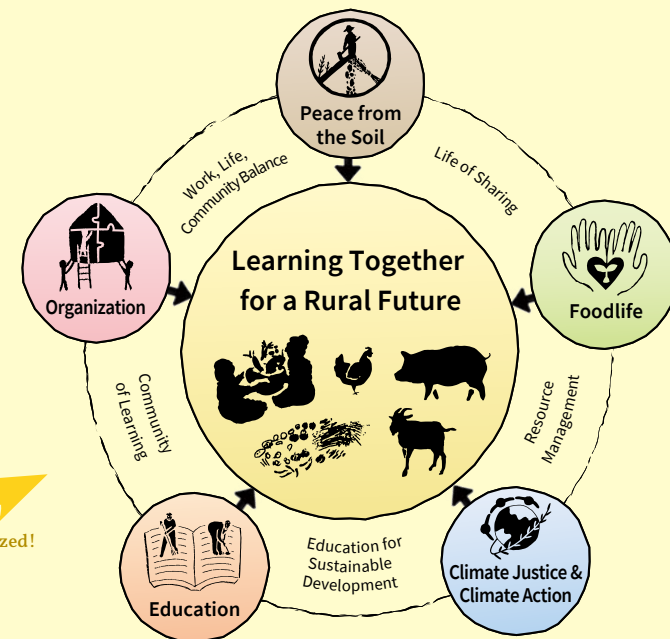 Peace from
the Soil
Work, Life,
Community Balance
Life of Sharing
Learning Together
for a Rural Future
Organization
Foodlife
Community
of Learning
Resource
Management
Education for
Sustainable
Development
Education
Climate Justice &
Climate Action